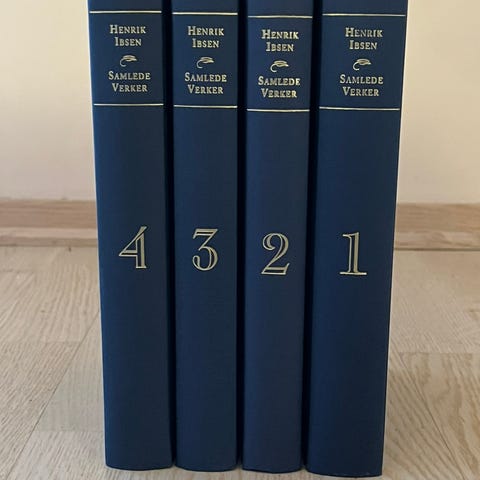 HENRIK
IBSEN
SAMLEDE
VERKER
4
HENRIK
IBSEN
SAMLEDE
VERKER
3
HENRIK
IBSEN
SAMLEDE
VERKER
2
HENRIK
IBSEN
SAMLEDE
VERKER
1